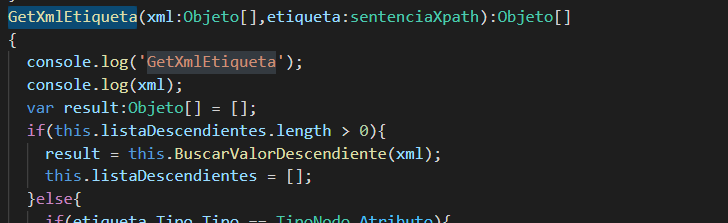 GetXmlEtiqueta(xml:Objeto[],etiqueta:sentenciaXpath):Objeto[]
{
console.log('GetXmlEtiqueta');
console.log(xml);
var result:Objeto[] = [];
if(this.listaDescendientes.length > 0){
result = this.BuscarValorDescendiente(xml);
this.listaDescendientes = [];
}else{
if(etiqueta.Tipo.Tipo == TipoNodo.Atributo){